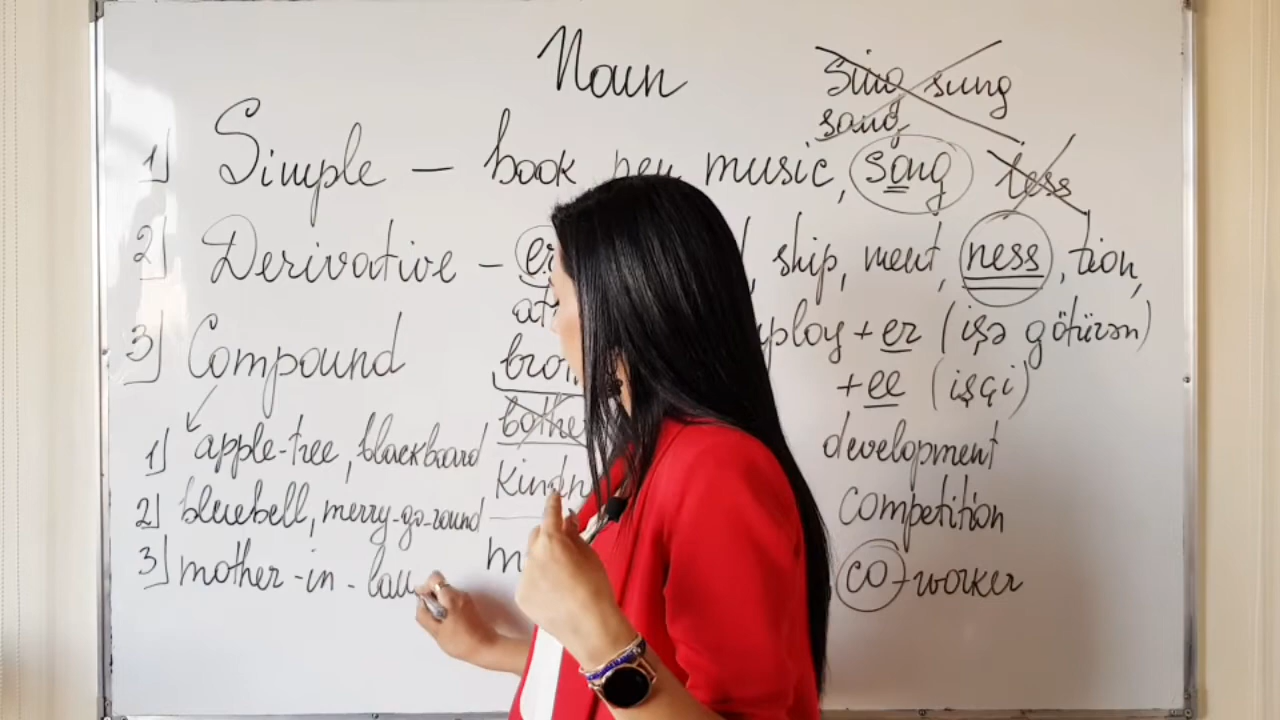 Noun
Sing sung
song
1) Simple – book pen music, song less
2) Derivative – er ship, ment, ness, tion,
+ er (işə götürən)
3) Compound
+ ee (işçi)
1) apple-tree, blackboard development
2) bluebell, merry-go-round competition
3) mother-in-law co-worker